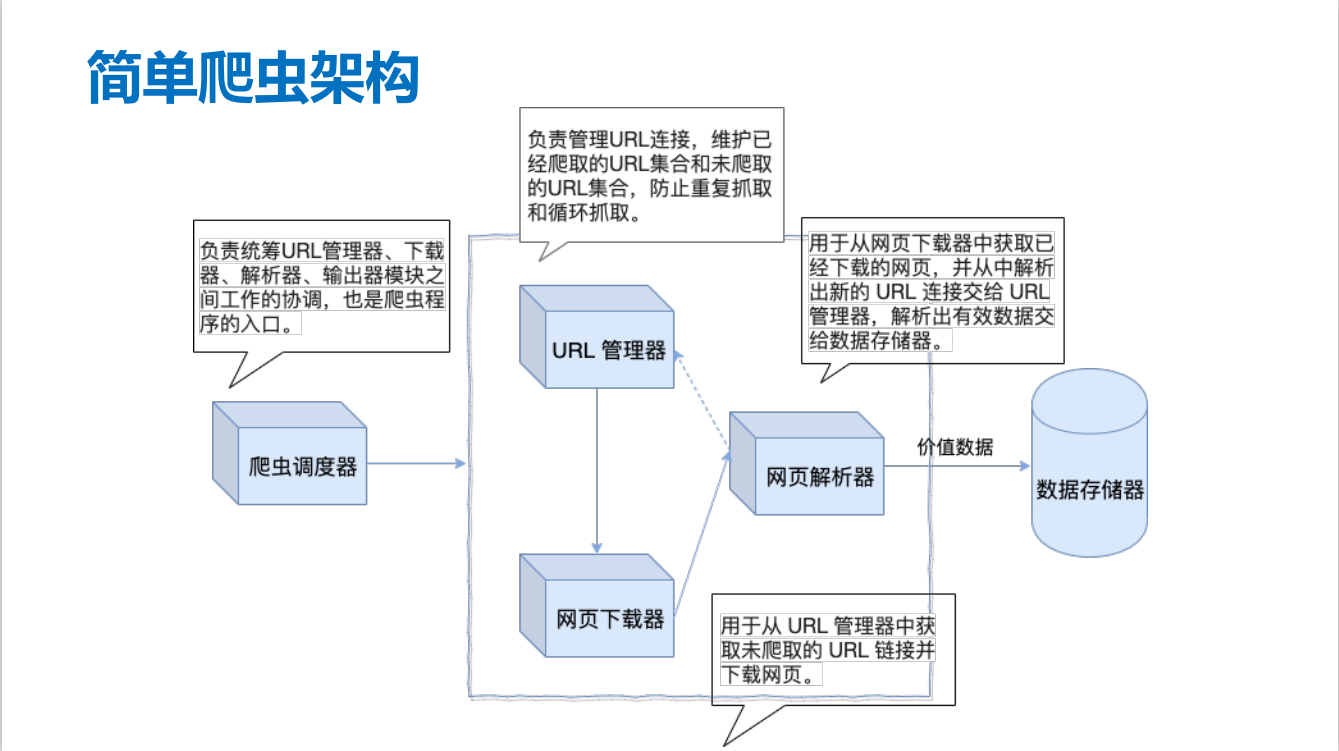 简单爬虫架构
负责管理URL连接，维护已
经爬取的URL集合和未爬取
的URL集合，防止重复抓取
和循环抓取。
负责统筹URL管理器、下载
器、解析器、输出器模块之
间工作的协调，也是爬虫程
序的入口。
用于从网页下载器中获取已
经下载的网页，并从中解析
出新的 URL 连接交给 URL
管理器，解析出有效数据交
给数据存储器。
URL 管理器
爬虫调度器
网页解析器
价值数据
数据存储器
网页下载器
用于从 URL 管理器中获
取未爬取的 URL 链接并
下载网页。